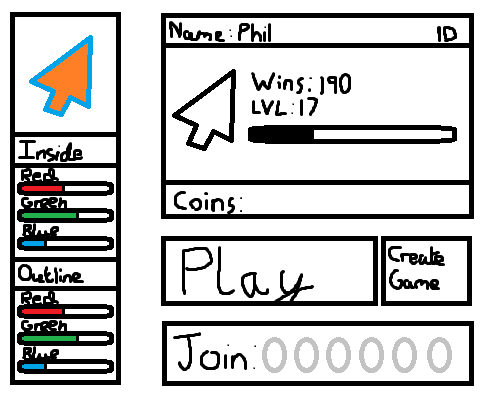 Inside
Red
Green
Blue
Outline
Red
Green
Blue
Name: Phil ID
Wins: 190
LVL: 17
Coins:
Play
Create
Game
Join: 000000